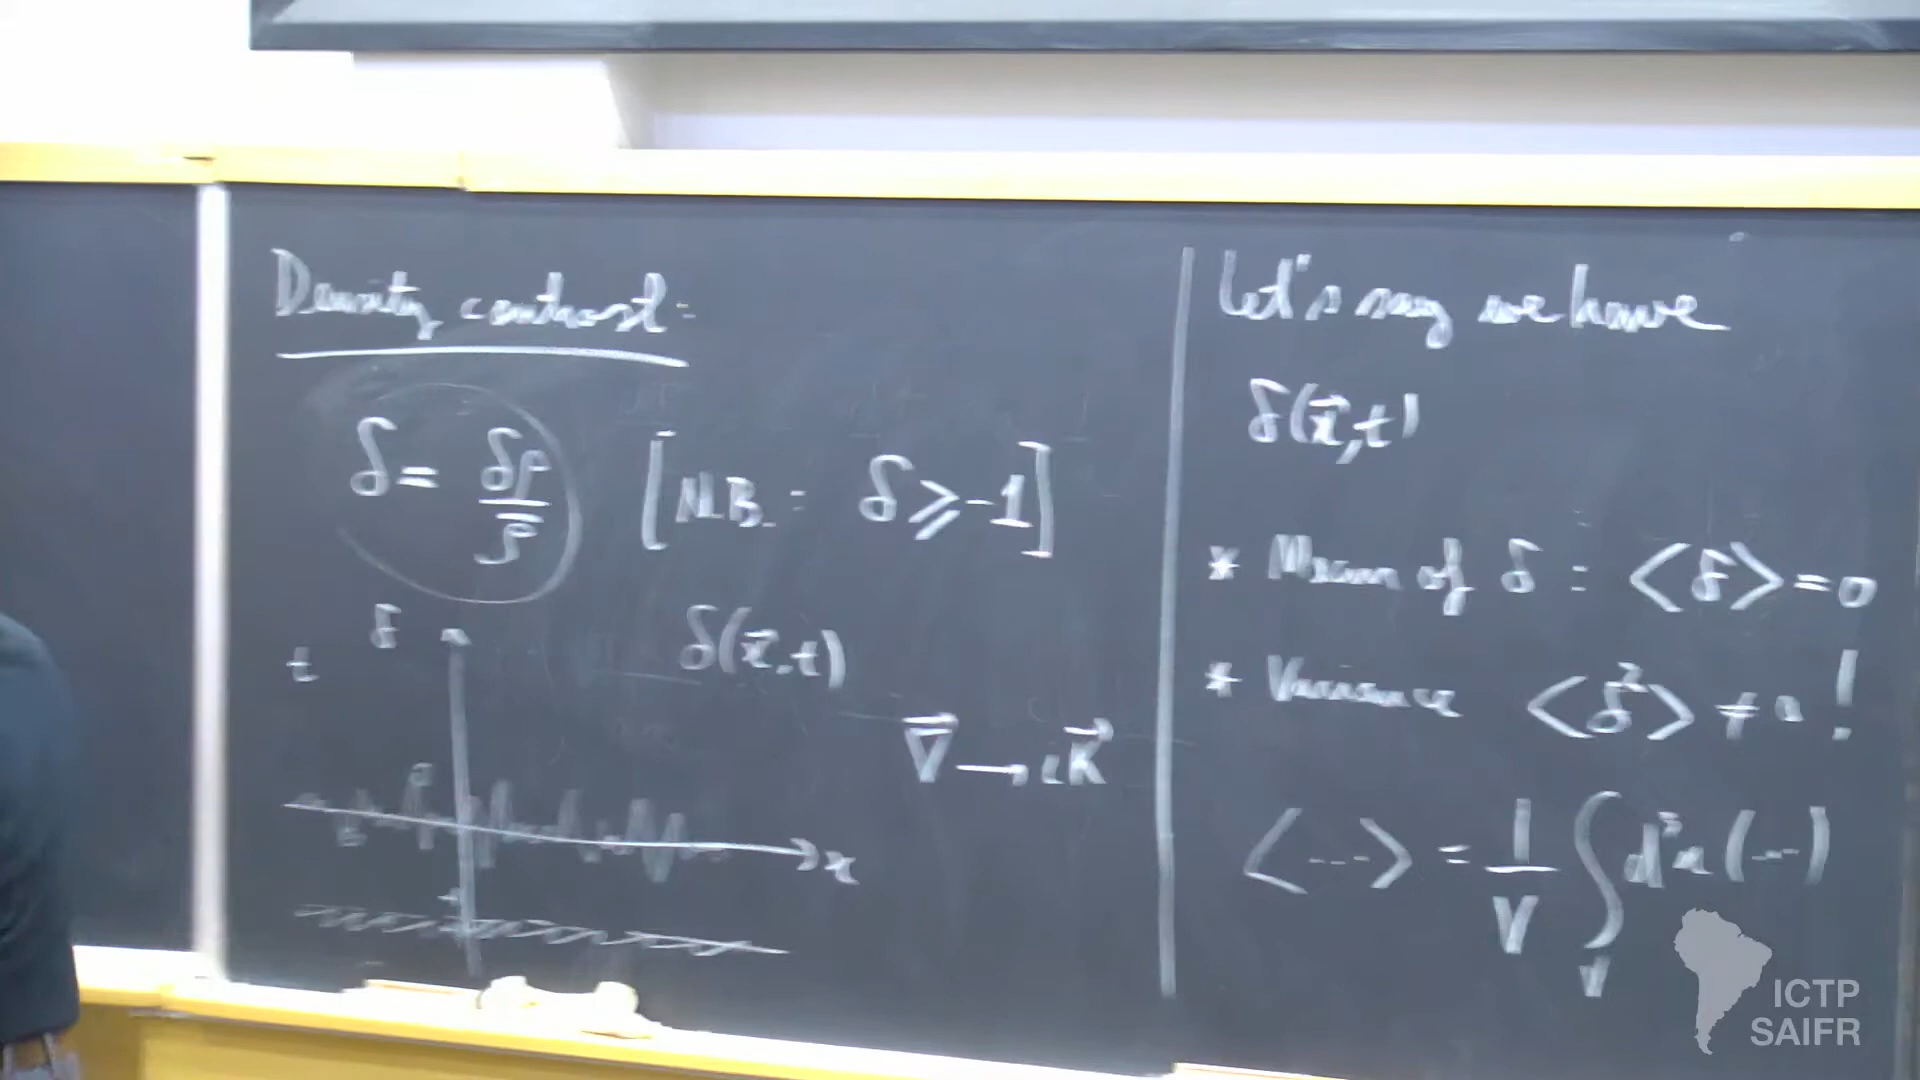 Density contrast:
δ = δρ/ρ̄ [N.B. : δ ⩾ -1]
δ
t
δ(x⃗,t)
∇⃗ → ik⃗
x
Let's say we have
δ(x⃗,t)
* Mean of δ : <δ> = 0
* Variance <δ²> ≠ 0 !
<---> = 1/V ∫_V d³x (---)
ICTP
SAIFR